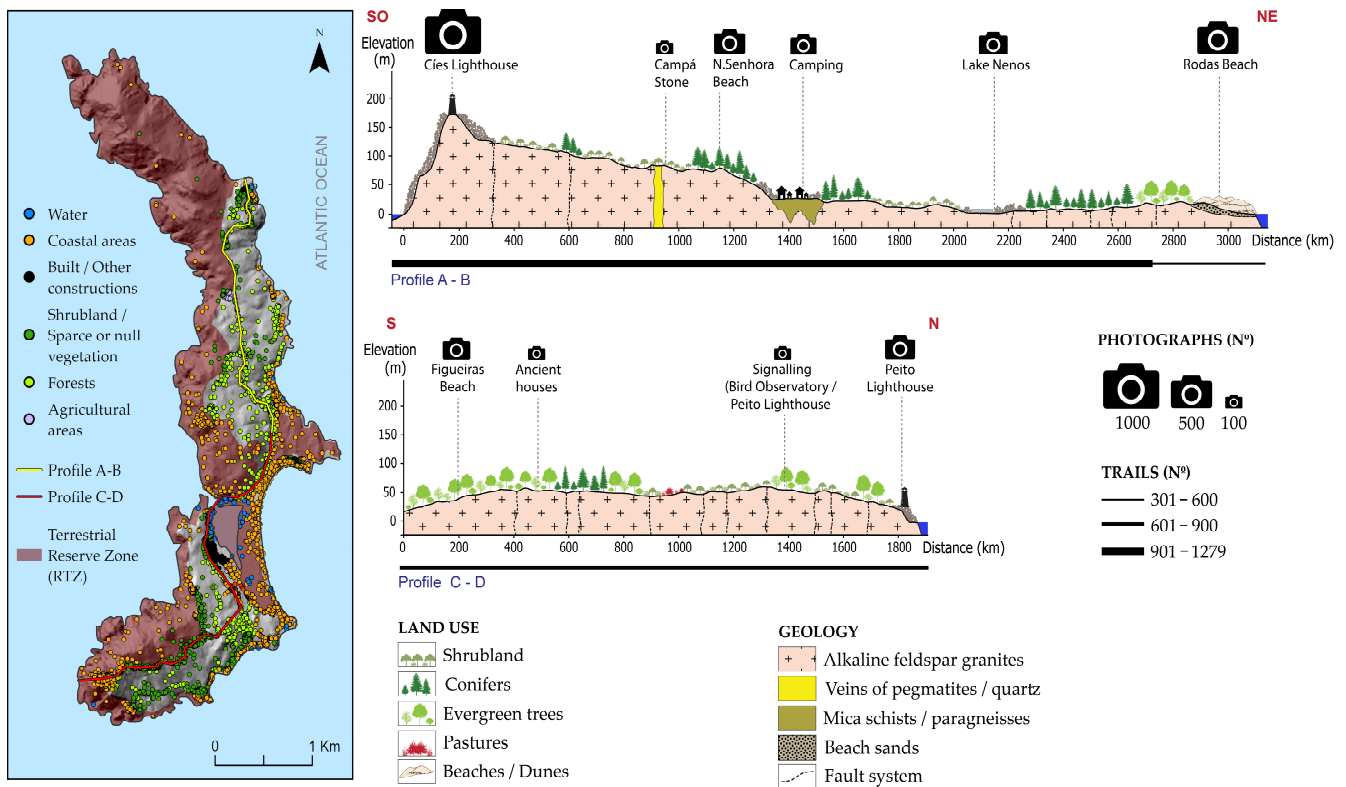 N
ATLANTIC OCEAN
Water
Coastal areas
Built / Other
constructions
Shrubland /
Sparce or null
vegetation
Forests
Agricultural
areas
Profile A-B
Profile C-D
Terrestrial
Reserve Zone
(RTZ)
0 1 Km
SO NE
Elevation
(m)
Cíes Lighthouse
Campá
Stone
N.Senhora
Beach
Camping
Lake Nenos
Rodas Beach
200
150
100
50
0
0 200 400 600 800 1000 1200 1400 1600 1800 2000 2200 2400 2600 2800 3000 Distance (km)
Profile A - B
S N
Elevation
(m)
Figueiras
Beach
Ancient
houses
Signalling
(Bird Observatory /
Peito Lighthouse
Peito
Lighthouse
200
150
100
50
0
0 200 400 600 800 1000 1200 1400 1600 1800 Distance (km)
Profile C - D
PHOTOGRAPHS (Nº)
1000 500 100
TRAILS (Nº)
301 – 600
601 – 900
901 – 1279
LAND USE
Shrubland
Conifers
Evergreen trees
Pastures
Beaches / Dunes
GEOLOGY
Alkaline feldspar granites
Veins of pegmatites / quartz
Mica schists / paragneisses
Beach sands
Fault system